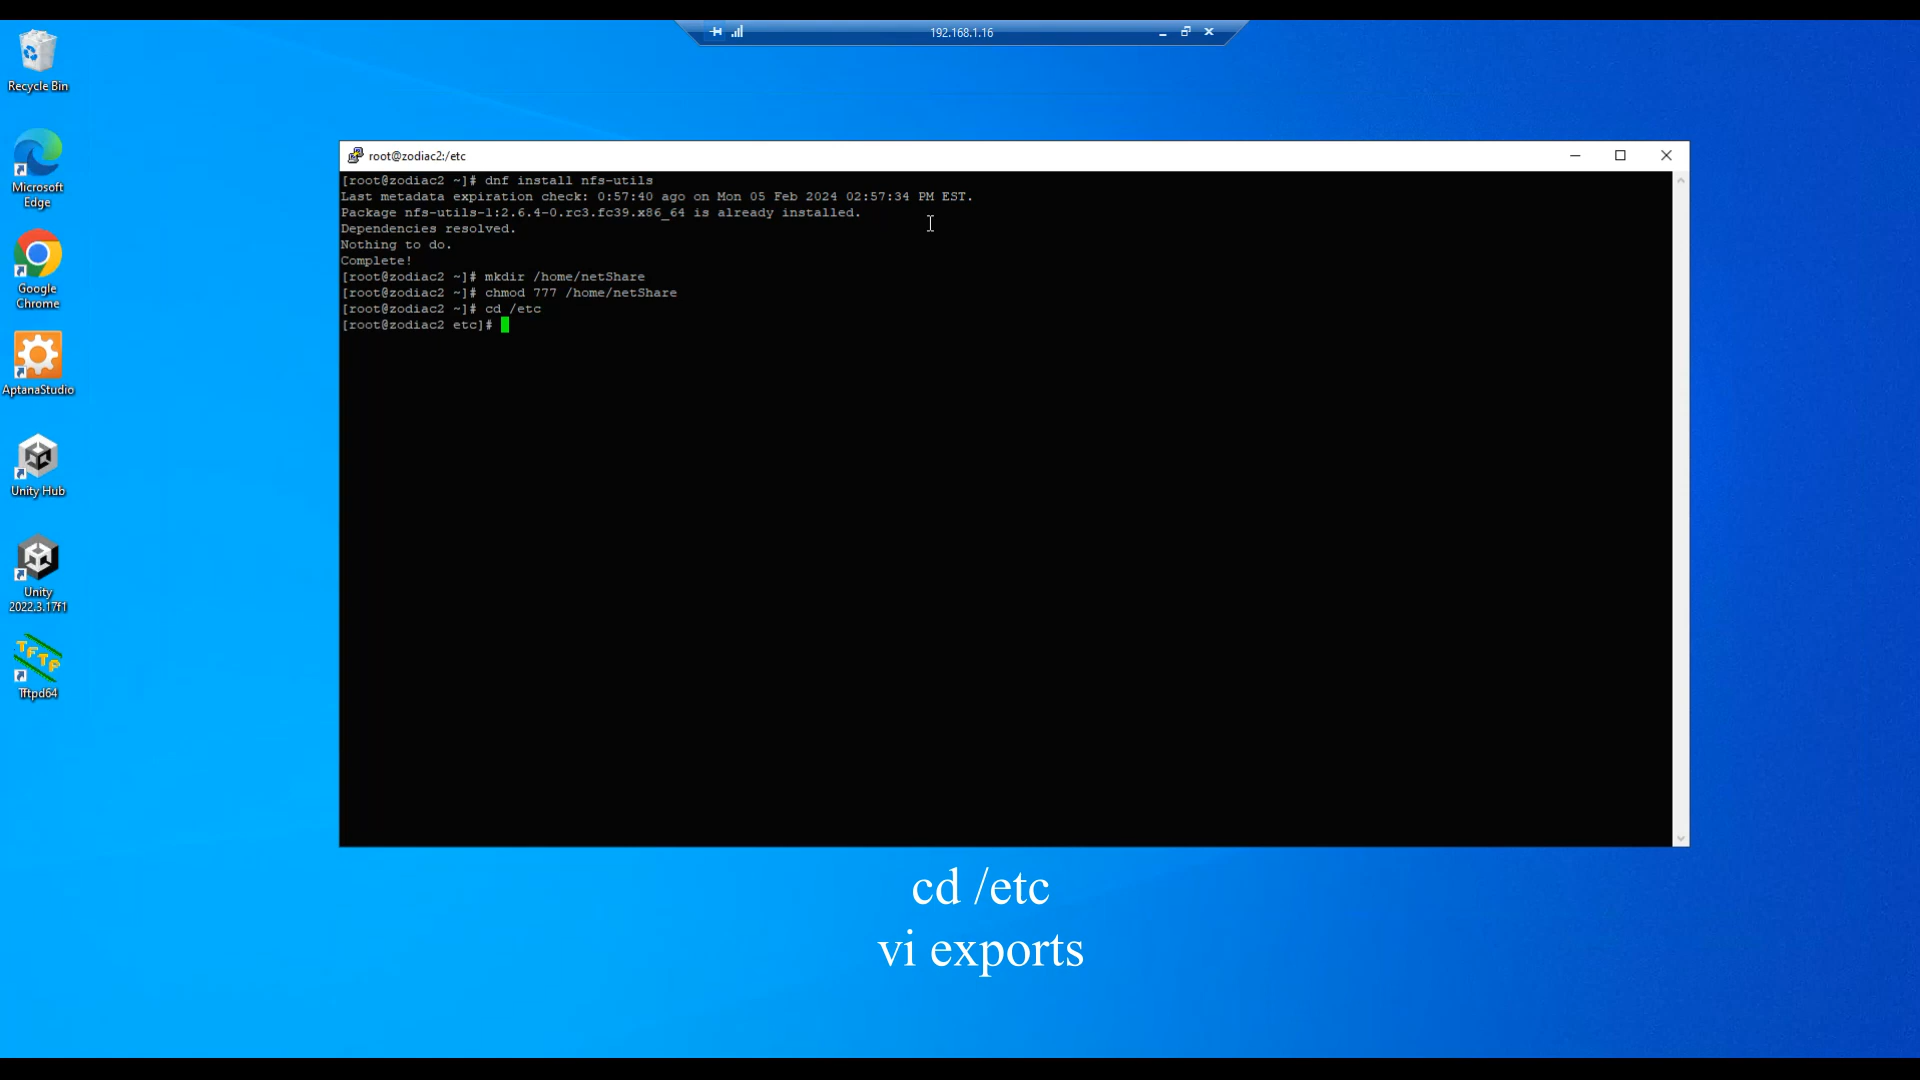 192.168.1.16
Recycle Bin
Microsoft
Edge
Google
Chrome
AptanaStudio
Unity Hub
Unity
2022.3.17f1
Tftpd64
root@zodiac2:/etc
[root@zodiac2 ~]# dnf install nfs-utils
Last metadata expiration check: 0:57:40 ago on Mon 05 Feb 2024 02:57:34 PM EST.
Package nfs-utils-1:2.6.4-0.rc3.fc39.x86_64 is already installed.
Dependencies resolved.
Nothing to do.
Complete!
[root@zodiac2 ~]# mkdir /home/netShare
[root@zodiac2 ~]# chmod 777 /home/netShare
[root@zodiac2 ~]# cd /etc
[root@zodiac2 etc]#
cd /etc
vi exports